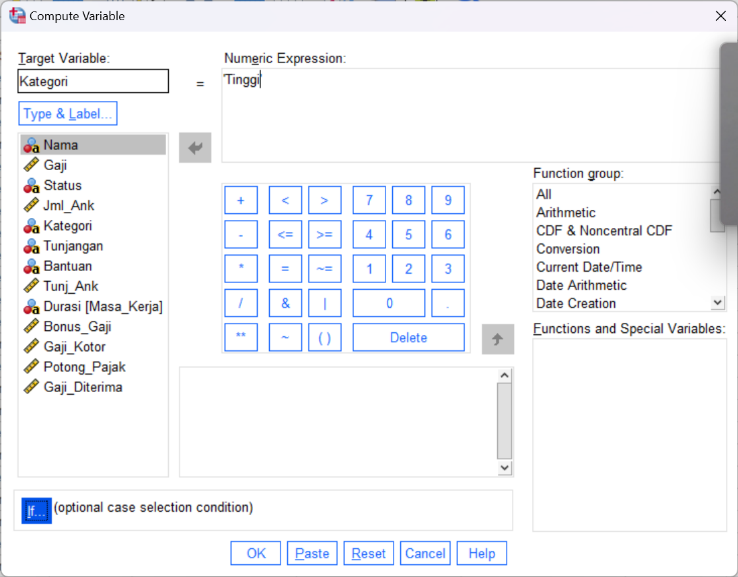 Compute Variable
Target Variable:
Numeric Expression:
Kategori
=
'Tinggi'
Type & Label...
Nama
Gaji
Status
Jml_Ank
Kategori
Tunjangan
Bantuan
Tunj_Ank
Durasi [Masa_Kerja]
Bonus_Gaji
Gaji_Kotor
Potong_Pajak
Gaji_Diterima
+ < > 7 8 9
- <= >= 4 5 6
* = ~= 1 2 3
/ & | 0 .
** ~ ( ) Delete
Function group:
All
Arithmetic
CDF & Noncentral CDF
Conversion
Current Date/Time
Date Arithmetic
Date Creation
Functions and Special Variables:
If... (optional case selection condition)
OK Paste Reset Cancel Help